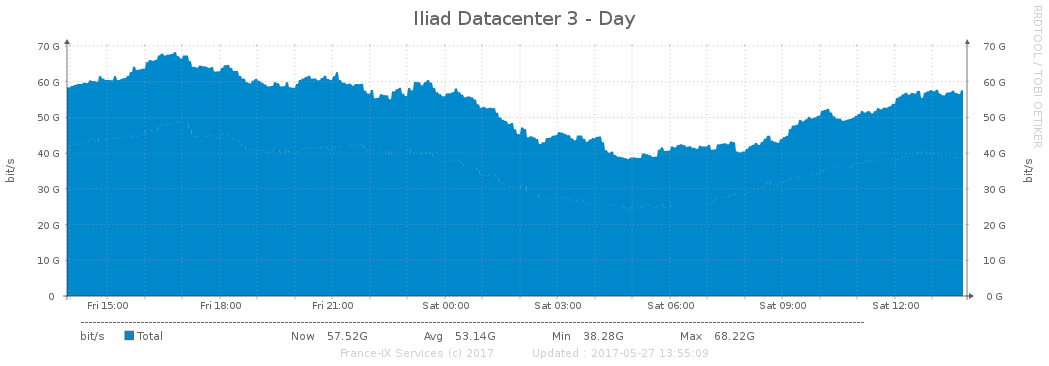 Iliad Datacenter 3 - Day
RRDTOOL / TOBI OETIKER
70 G 70 G
60 G 60 G
50 G 50 G
40 G 40 G
30 G 30 G
20 G 20 G
10 G 10 G
0 0 G
bit/s bit/s
Fri 15:00 Fri 18:00 Fri 21:00 Sat 00:00 Sat 03:00 Sat 06:00 Sat 09:00 Sat 12:00
bit/s Total Now 57.52G Avg 53.14G Min 38.28G Max 68.22G
France-IX Services (c) 2017 Updated : 2017-05-27 13:55:09